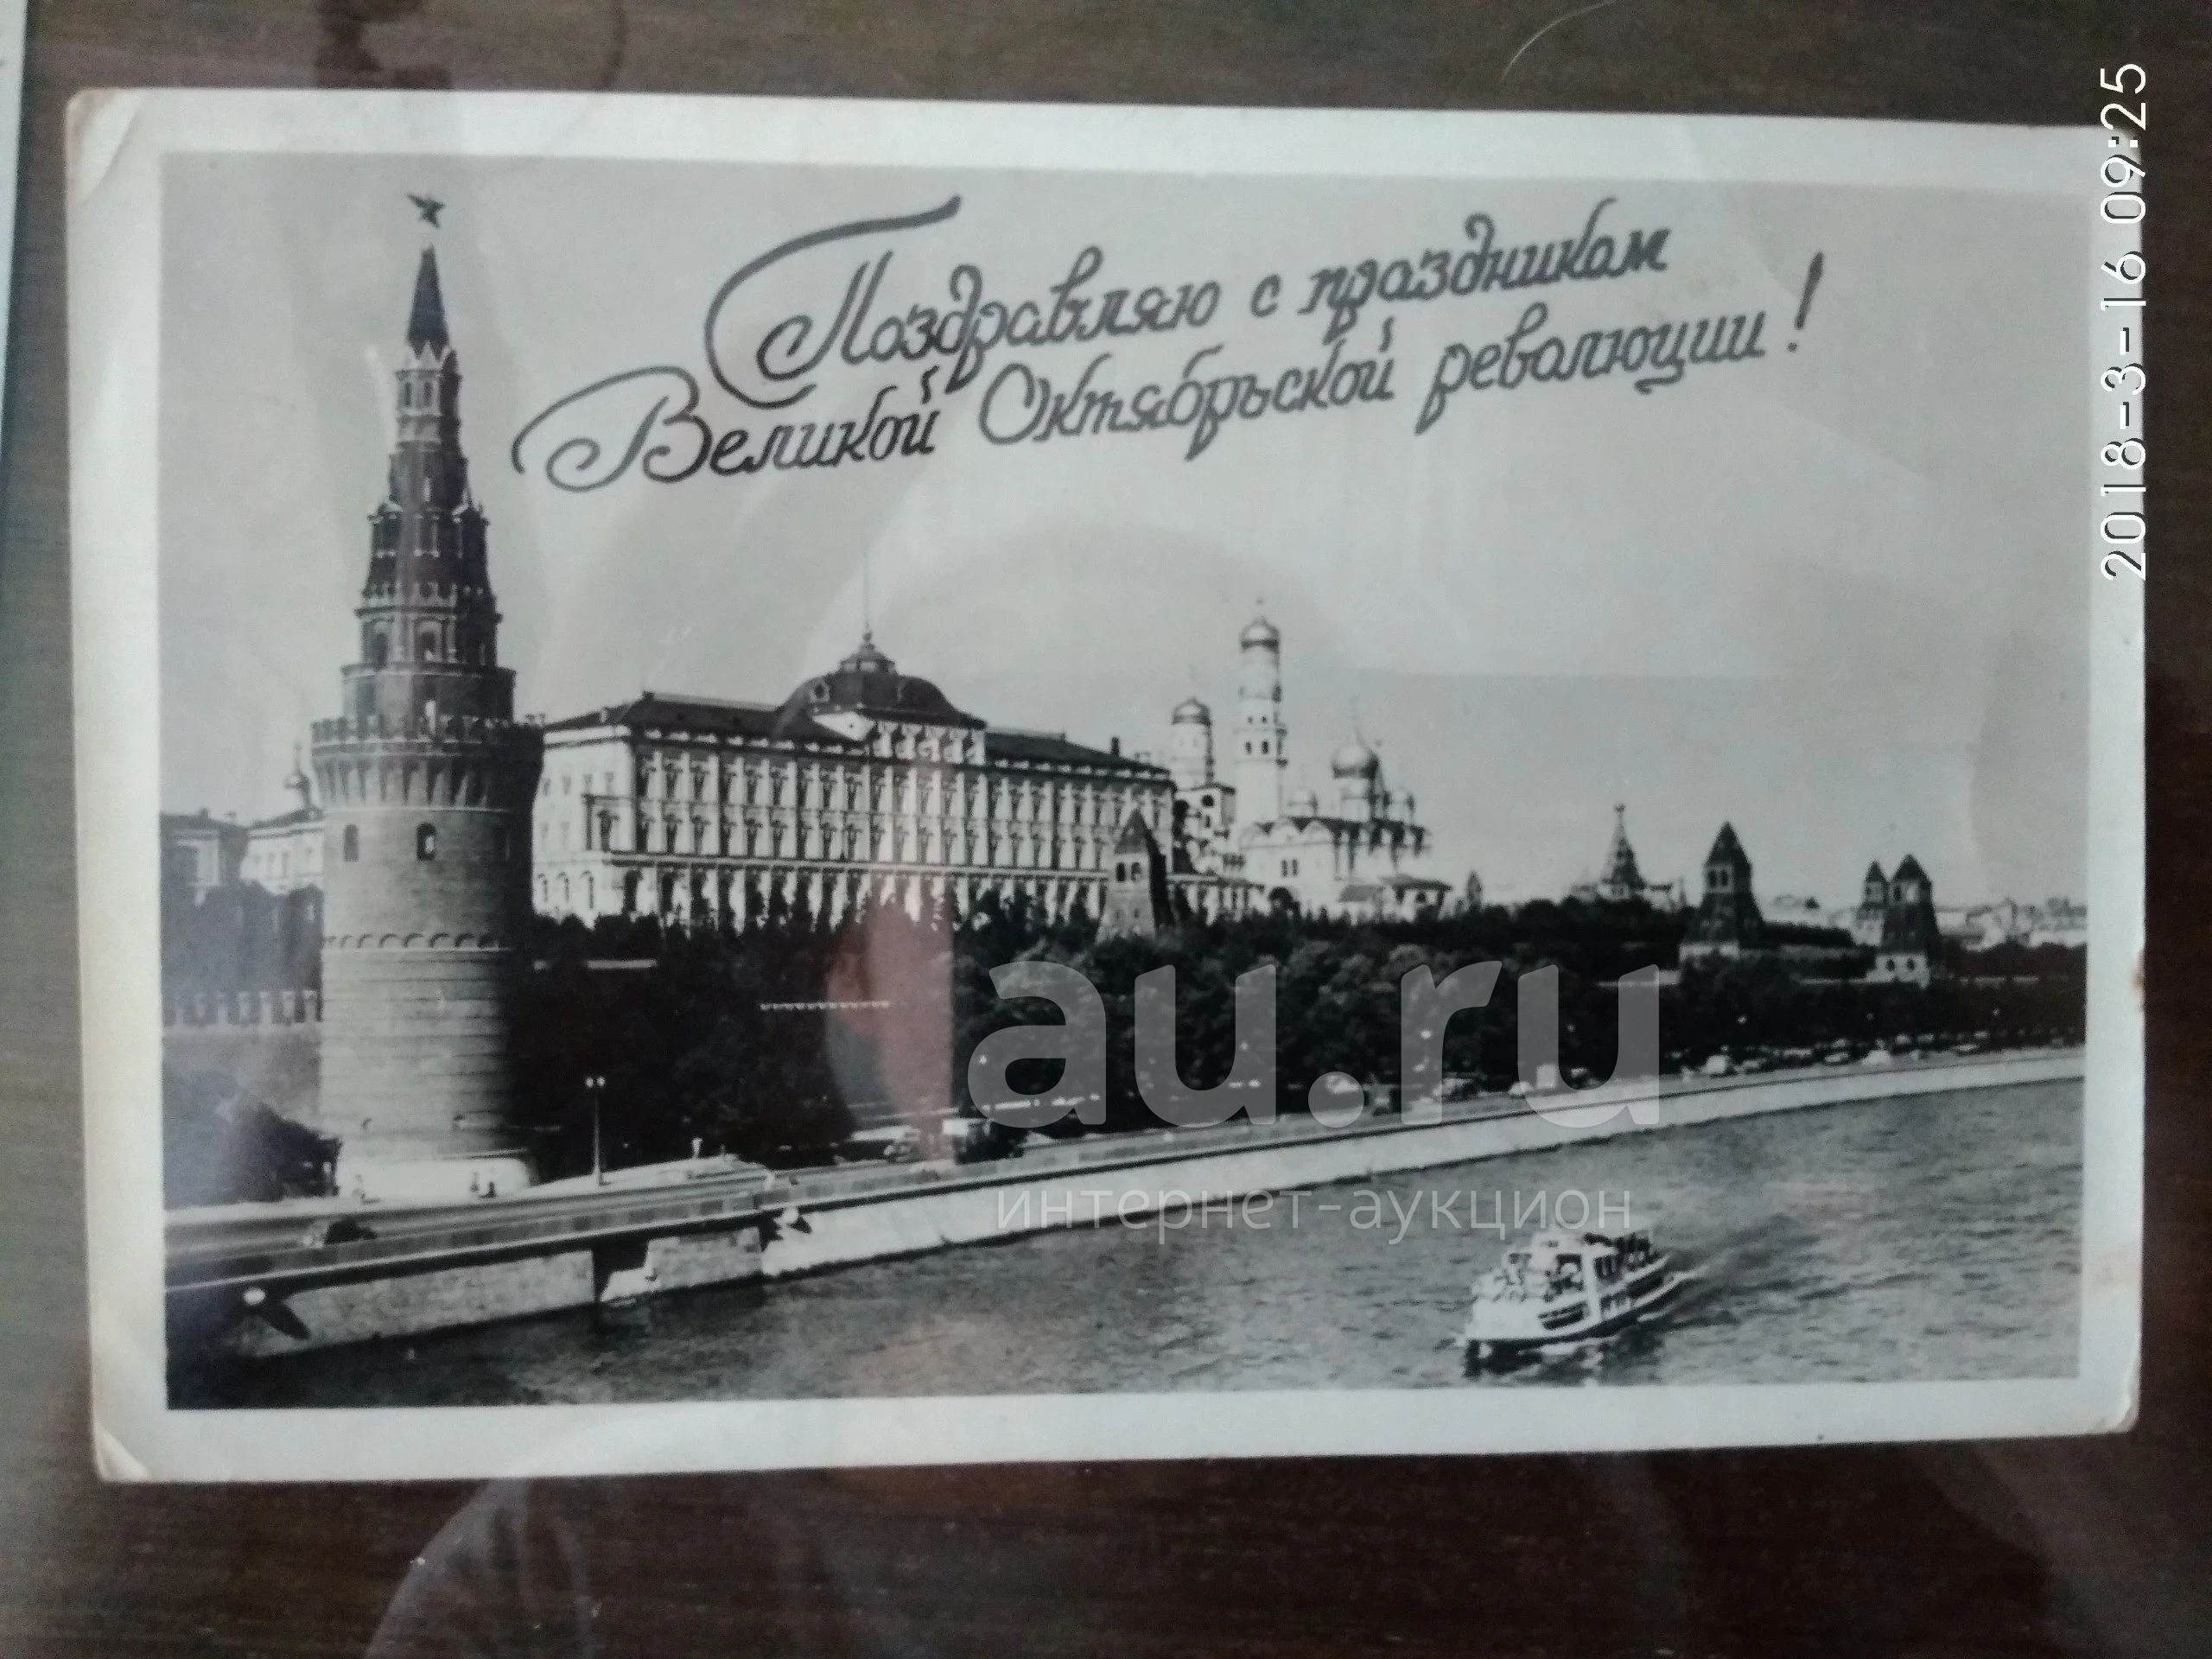 Поздравляю с праздником
Великой Октябрьской революции!
2018-3-16 09:25
au.ru
интернет-аукцион